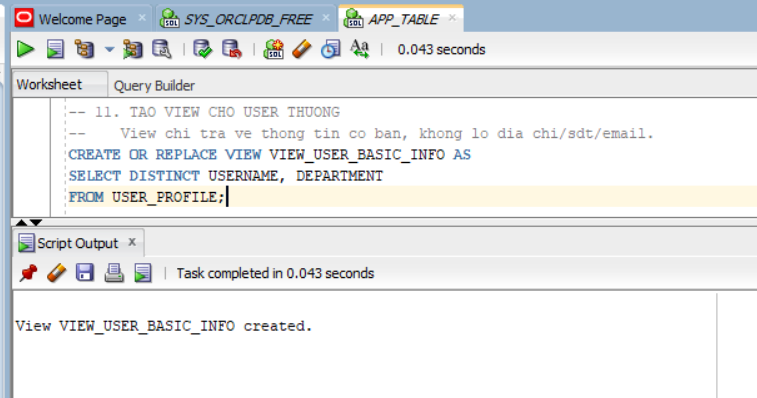 Welcome Page × SYS_ORCLPDB_FREE × APP_TABLE ×
0.043 seconds
Worksheet Query Builder
-- 11. TAO VIEW CHO USER THUONG
-- View chi tra ve thong tin co ban, khong lo dia chi/sdt/email.
CREATE OR REPLACE VIEW VIEW_USER_BASIC_INFO AS
SELECT DISTINCT USERNAME, DEPARTMENT
FROM USER_PROFILE;
Script Output ×
Task completed in 0.043 seconds
View VIEW_USER_BASIC_INFO created.